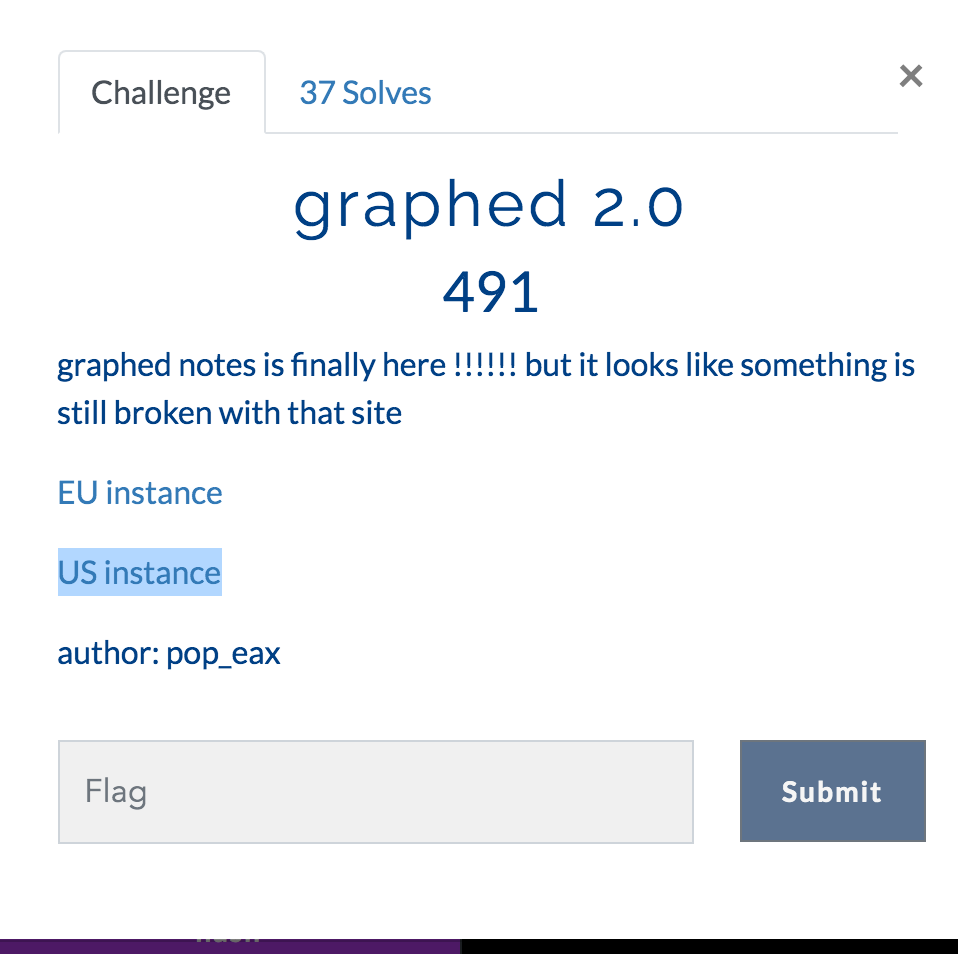 Challenge
37 Solves
×
graphed 2.0
491
graphed notes is finally here !!!!!! but it looks like something is
still broken with that site
EU instance
US instance
author: pop_eax
Flag
Submit